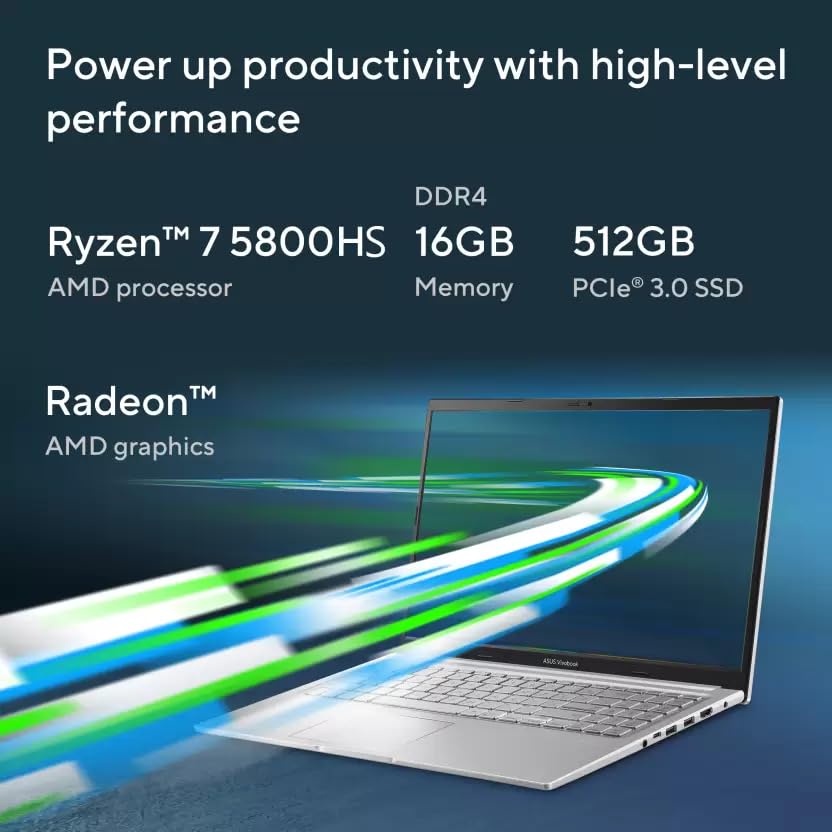 Power up productivity with high-level
performance
DDR4
Ryzen™ 7 5800HS 16GB 512GB
AMD processor Memory PCIe® 3.0 SSD
Radeon™
AMD graphics
ASUS Vivobook